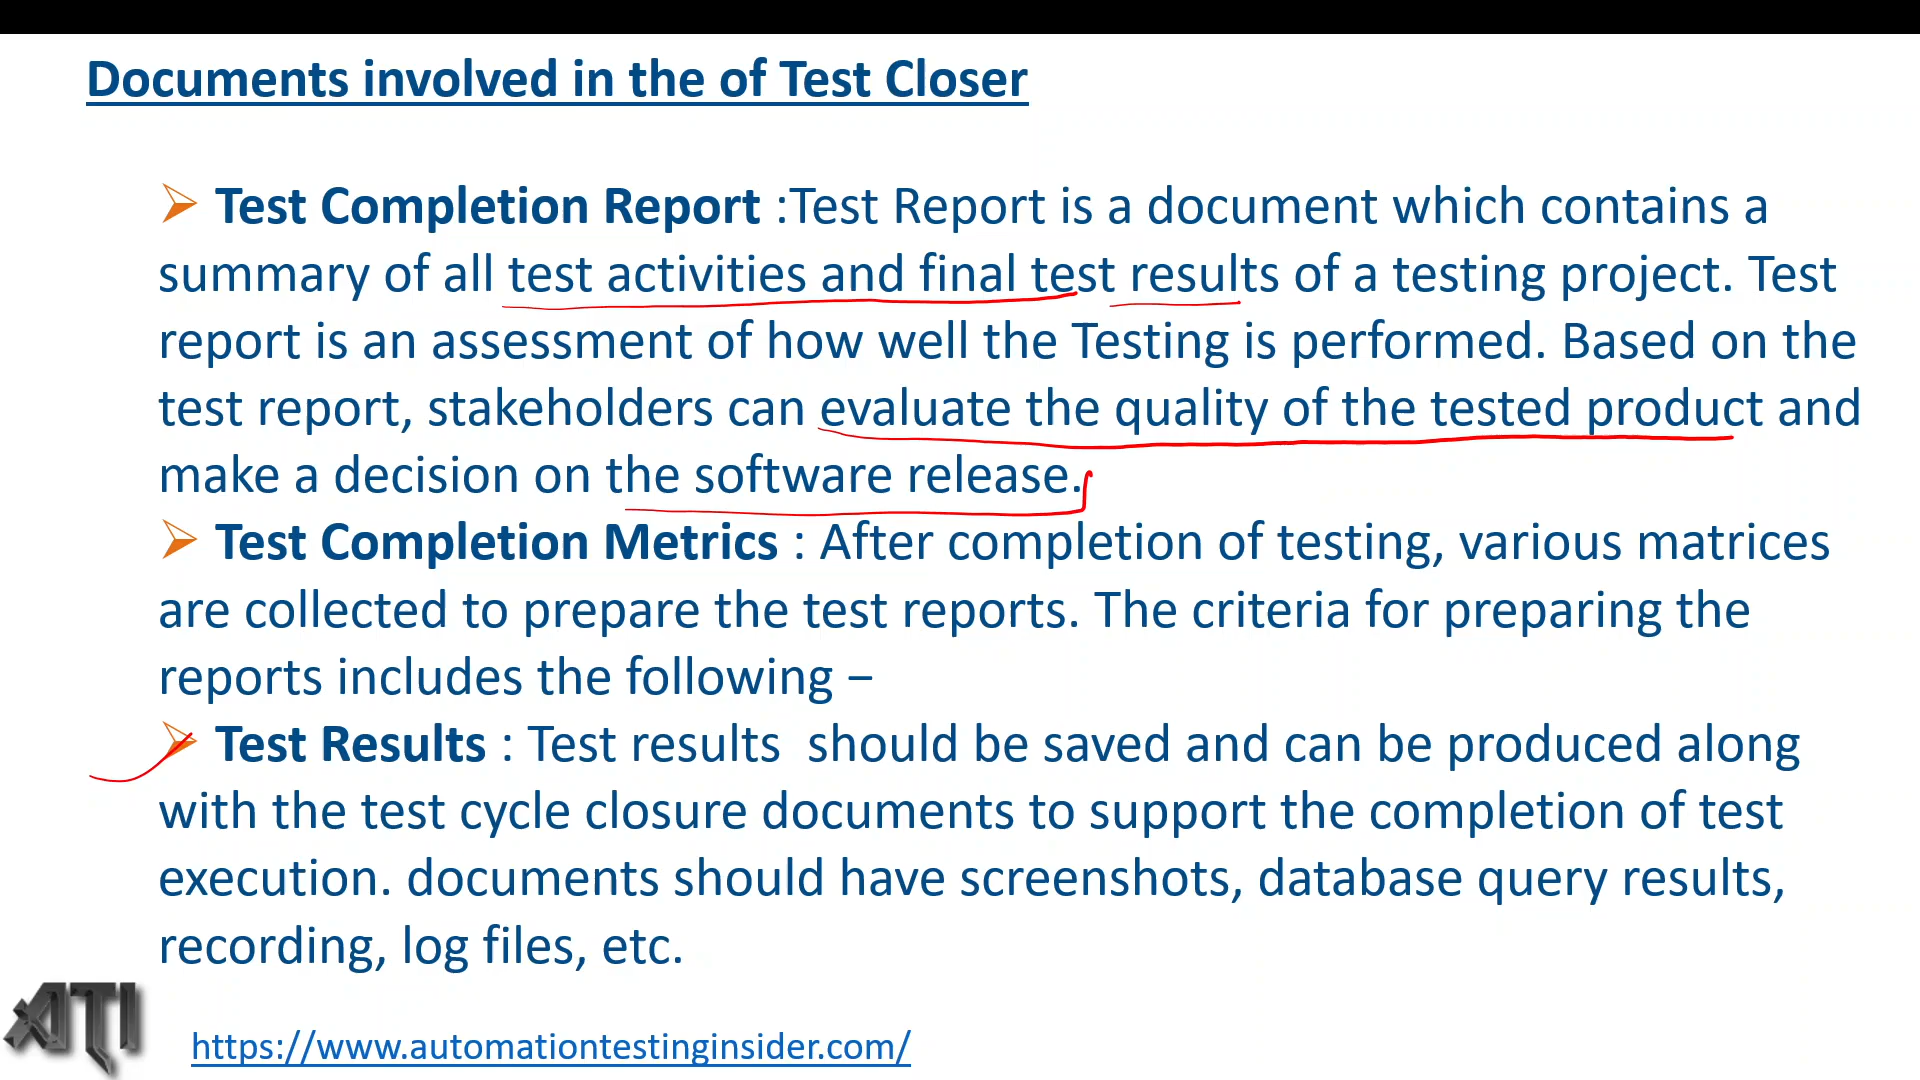 Documents involved in the of Test Closer
Test Completion Report :Test Report is a document which contains a
summary of all test activities and final test results of a testing project. Test
report is an assessment of how well the Testing is performed. Based on the
test report, stakeholders can evaluate the quality of the tested product and
make a decision on the software release.
Test Completion Metrics : After completion of testing, various matrices
are collected to prepare the test reports. The criteria for preparing the
reports includes the following −
Test Results : Test results  should be saved and can be produced along
with the test cycle closure documents to support the completion of test
execution. documents should have screenshots, database query results,
recording, log files, etc.
ATI
https://www.automationtestinginsider.com/